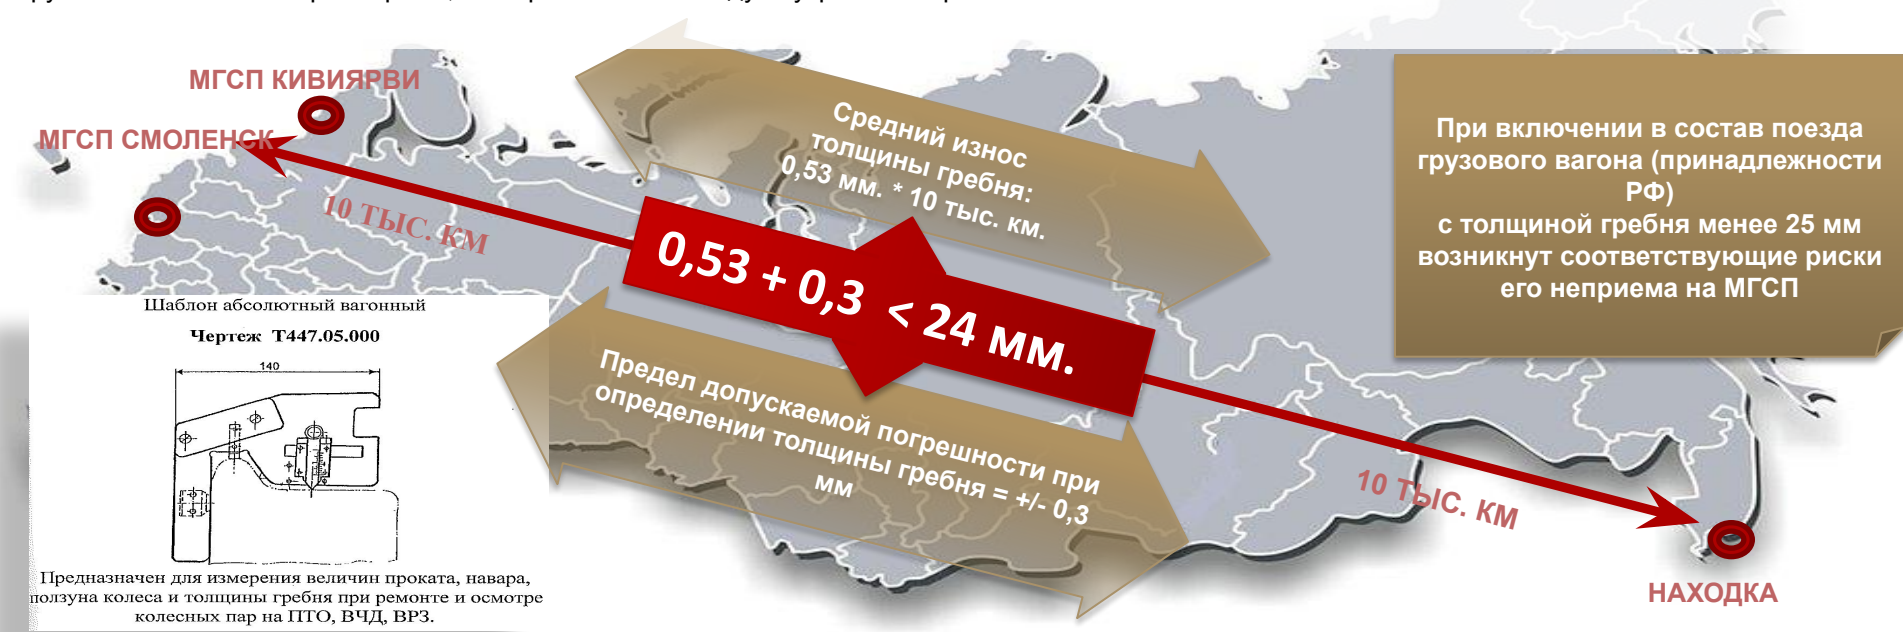 МГСП КИВИЯРВИ
МГСП СМОЛЕНСК
10 ТЫС. КМ
Средний износ
толщины гребня:
0,53 мм. * 10 тыс. км.
0,53 + 0,3 < 24 мм.
Предел допускаемой погрешности при
определении толщины гребня = +/- 0,3
мм
При включении в состав поезда
грузового вагона (принадлежности
РФ)
с толщиной гребня менее 25 мм
возникнут соответствующие риски
его неприема на МГСП
10 ТЫС. КМ
НАХОДКА
Шаблон абсолютный вагонный
Чертеж Т447.05.000
140
Предназначен для измерения величин проката, навара,
ползуна колеса и толщины гребня при ремонте и осмотре
колесных пар на ПТО, ВЧД, ВРЗ.